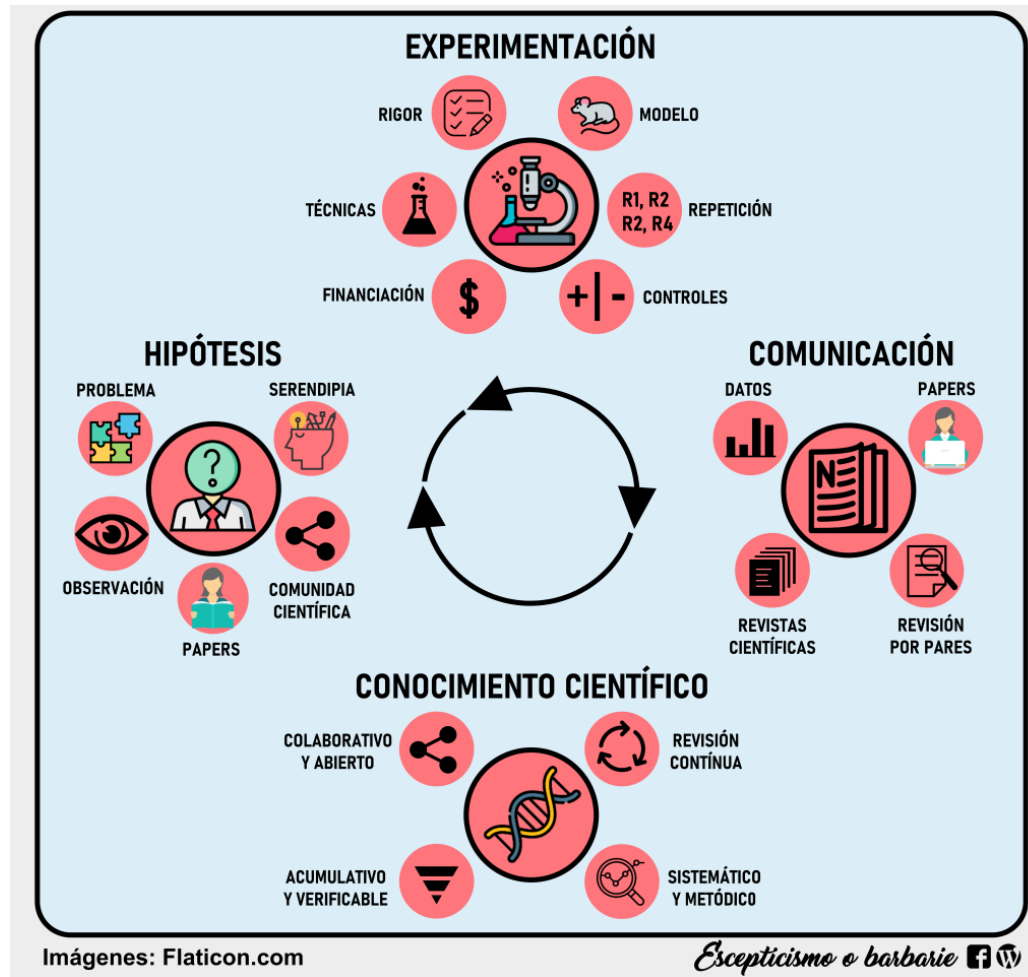 EXPERIMENTACIÓN
RIGOR
MODELO
TÉCNICAS
R1, R2
R2, R4
REPETICIÓN
FINANCIACIÓN
$
+|-
CONTROLES
HIPÓTESIS
PROBLEMA
SERENDIPIA
?
OBSERVACIÓN
COMUNIDAD
CIENTÍFICA
PAPERS
COMUNICACIÓN
DATOS
PAPERS
N
REVISTAS
CIENTÍFICAS
REVISIÓN
POR PARES
CONOCIMIENTO CIENTÍFICO
COLABORATIVO
Y ABIERTO
REVISIÓN
CONTÍNUA
ACUMULATIVO
Y VERIFICABLE
SISTEMÁTICO
Y METÓDICO
Imágenes: Flaticon.com
Escepticismo o barbarie